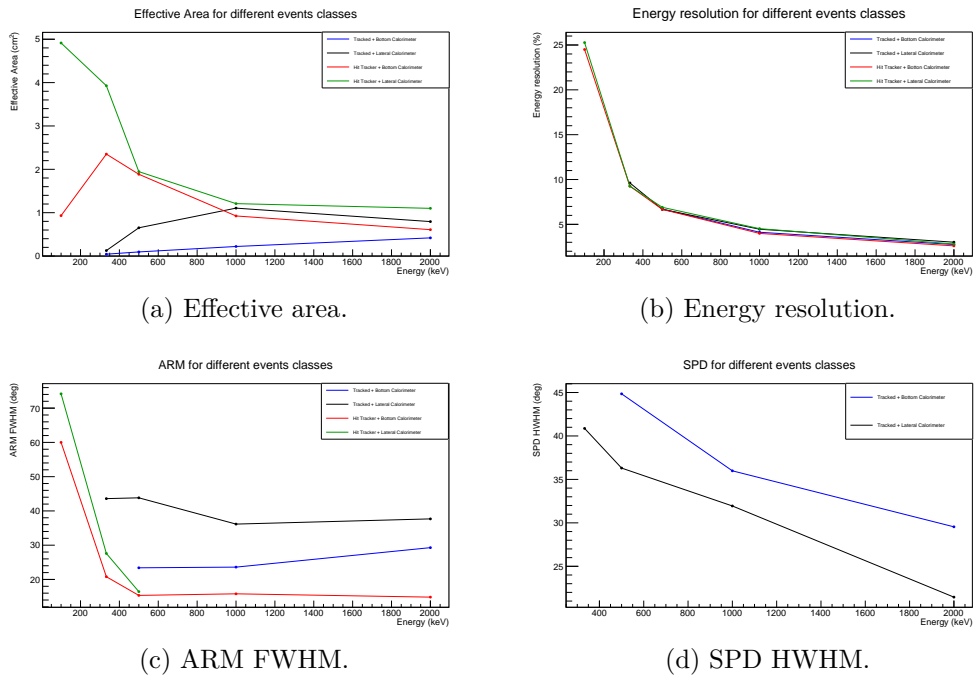 Effective Area for different events classes
Effective Area (cm²)
Tracked + Bottom Calorimeter
Tracked + Lateral Calorimeter
Hit Tracker + Bottom Calorimeter
Hit Tracker + Lateral Calorimeter
5
4
3
2
1
0
200 400 600 800 1000 1200 1400 1600 1800 2000
Energy (keV)
(a) Effective area.
Energy resolution for different events classes
Energy resolution (%)
Tracked + Bottom Calorimeter
Tracked + Lateral Calorimeter
Hit Tracker + Bottom Calorimeter
Hit Tracker + Lateral Calorimeter
25
20
15
10
5
200 400 600 800 1000 1200 1400 1600 1800 2000
Energy (keV)
(b) Energy resolution.
ARM for different events classes
ARM FWHM (deg)
Tracked + Bottom Calorimeter
Tracked + Lateral Calorimeter
Hit Tracker + Bottom Calorimeter
Hit Tracker + Lateral Calorimeter
70
60
50
40
30
20
200 400 600 800 1000 1200 1400 1600 1800 2000
Energy (keV)
(c) ARM FWHM.
SPD for different events classes
SPD HWHM (deg)
Tracked + Bottom Calorimeter
Tracked + Lateral Calorimeter
45
40
35
30
25
400 600 800 1000 1200 1400 1600 1800 2000
Energy (keV)
(d) SPD HWHM.